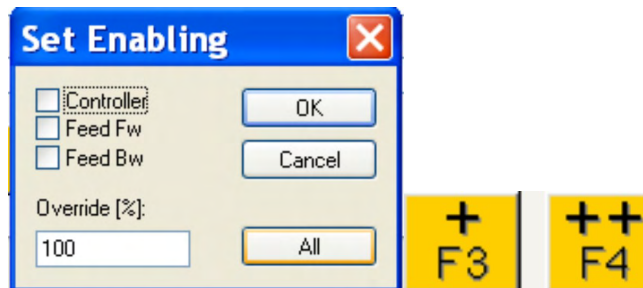 Set Enabling
Controller
Feed Fw
Feed Bw
OK
Cancel
Override [%]:
100
All
+
F3
++
F4